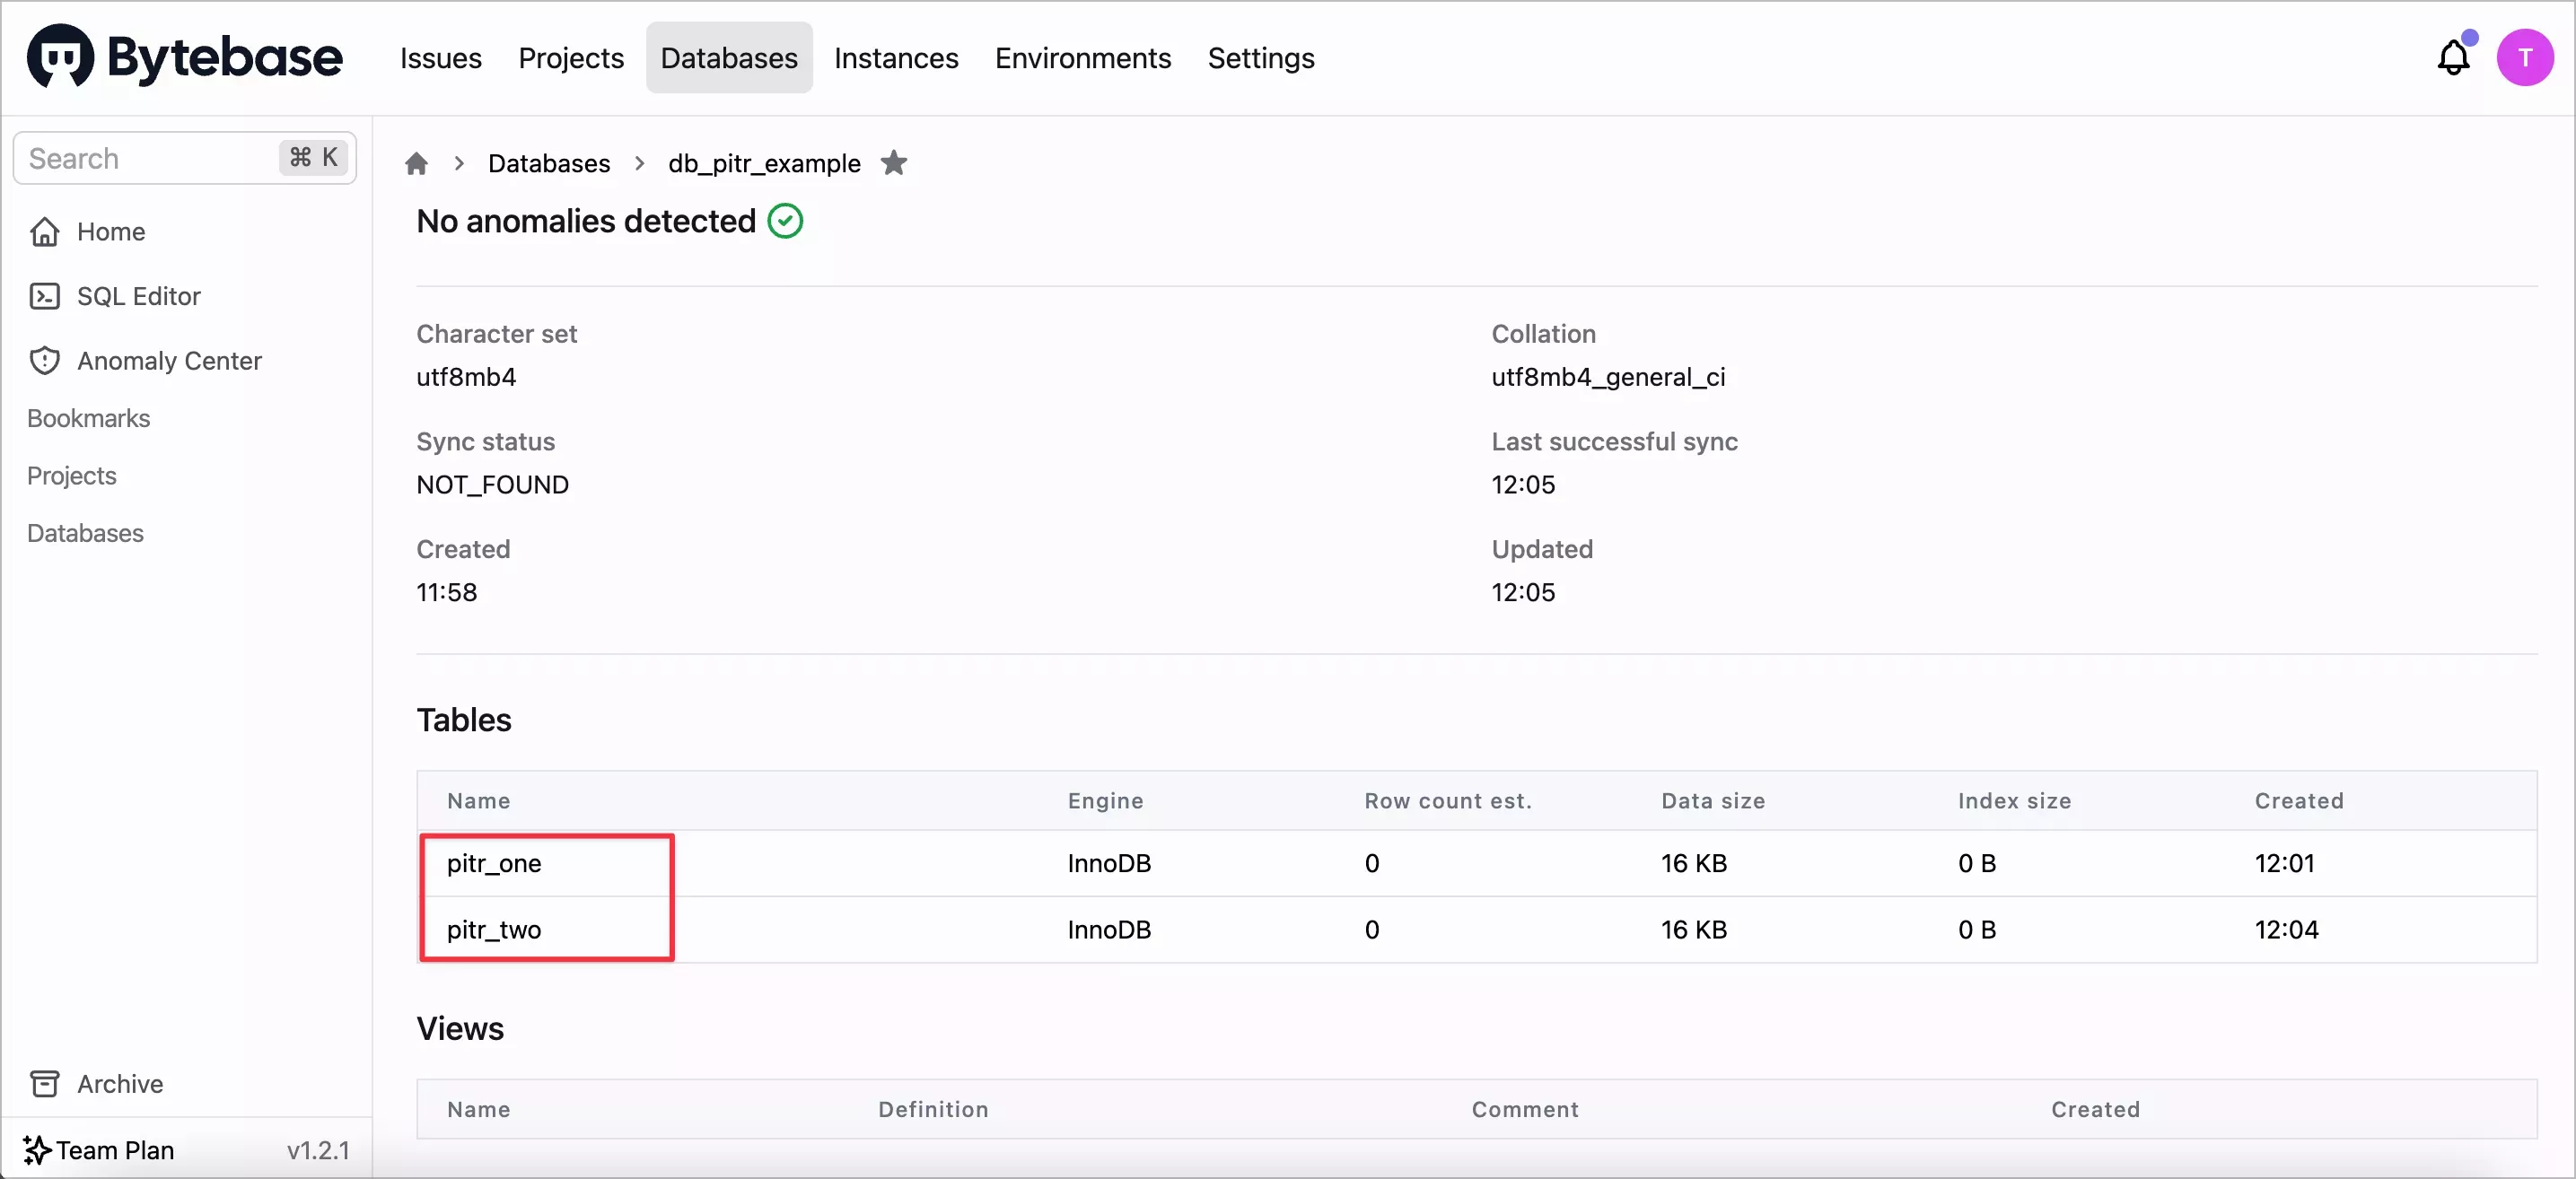 Bytebase Issues Projects Databases Instances Environments Settings T
Search ⌘ K
Home
SQL Editor
Anomaly Center
Bookmarks
Projects
Databases
Archive
Team Plan v1.2.1
Databases > db_pitr_example
No anomalies detected
Character set Collation
utf8mb4 utf8mb4_general_ci
Sync status Last successful sync
NOT_FOUND 12:05
Created Updated
11:58 12:05
Tables
Name Engine Row count est. Data size Index size Created
pitr_one InnoDB 0 16 KB 0 B 12:01
pitr_two InnoDB 0 16 KB 0 B 12:04
Views
Name Definition Comment Created